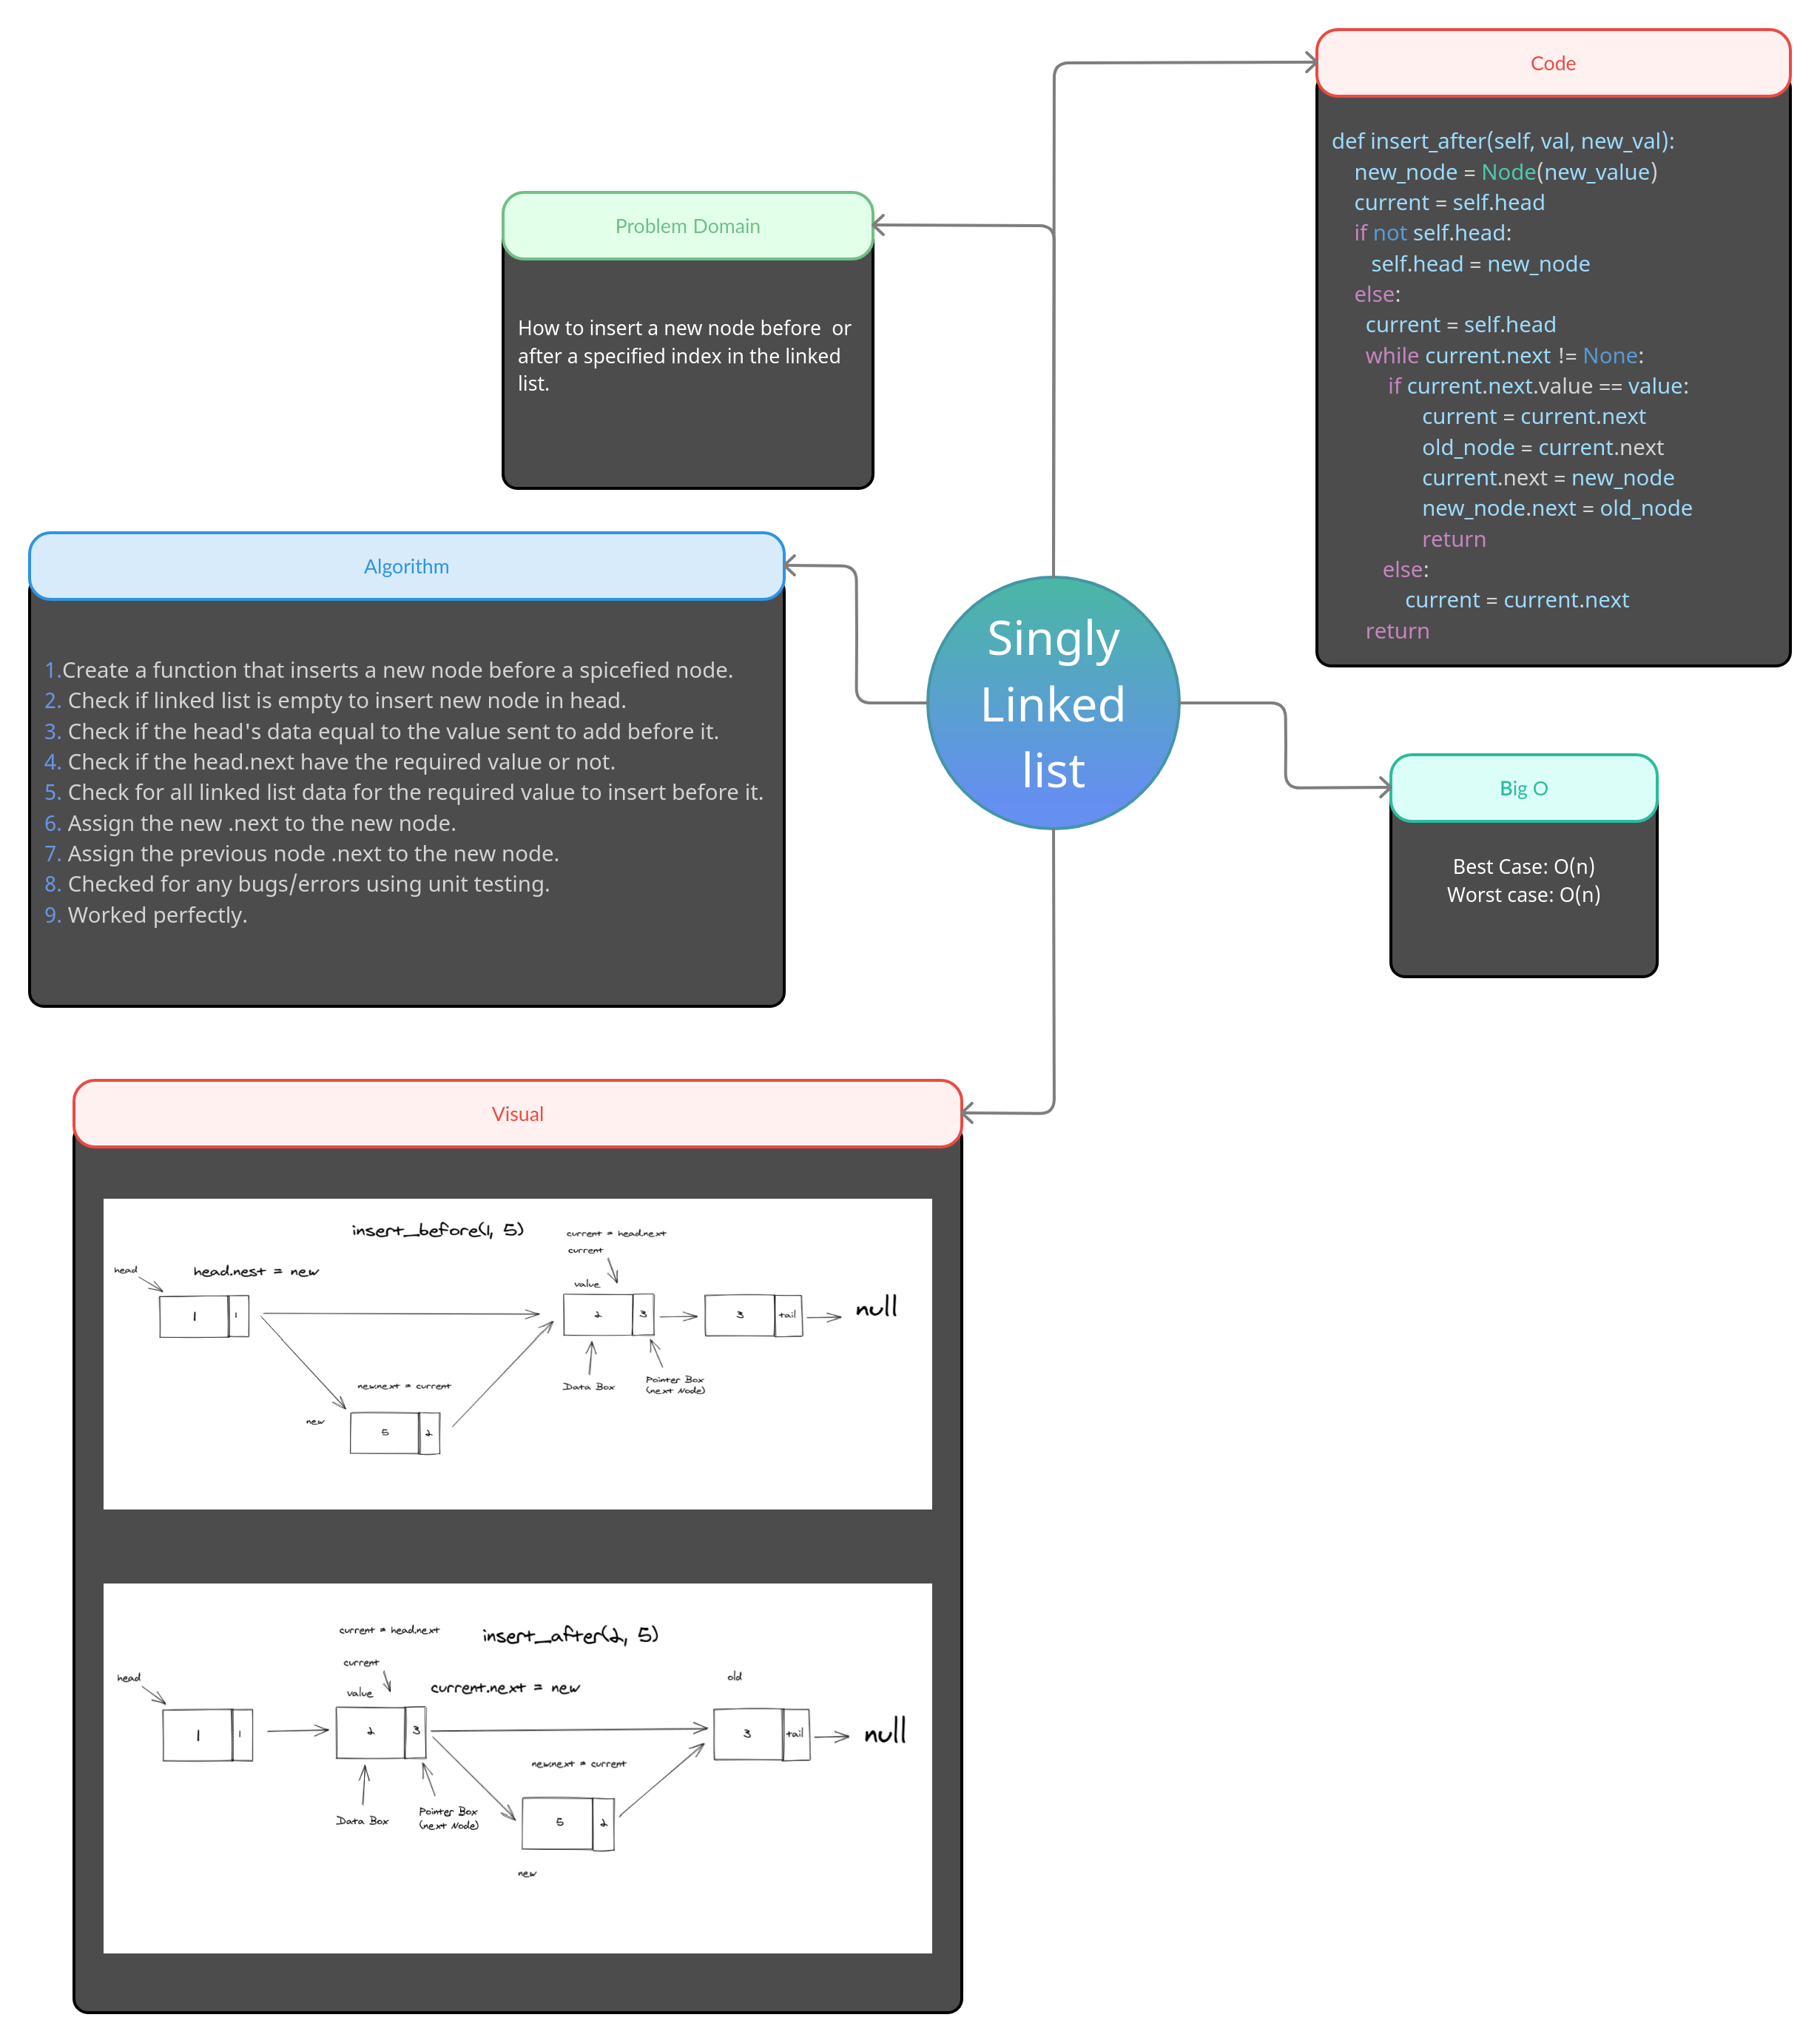 Code
def insert_after(self, val, new_val):
new_node = Node(new_value)
current = self.head
if not self.head:
self.head = new_node
else:
current = self.head
while current.next != None:
if current.next.value == value:
current = current.next
old_node = current.next
current.next = new_node
new_node.next = old_node
return
else:
current = current.next
return
Problem Domain
How to insert a new node before  or
after a specified index in the linked
list.
Algorithm
1.Create a function that inserts a new node before a spicefied node.
2. Check if linked list is empty to insert new node in head.
3. Check if the head's data equal to the value sent to add before it.
4. Check if the head.next have the required value or not.
5. Check for all linked list data for the required value to insert before it.
6. Assign the new .next to the new node.
7. Assign the previous node .next to the new node.
8. Checked for any bugs/errors using unit testing.
9. Worked perfectly.
Singly
Linked
list
Big O
Best Case: O(n)
Worst case: O(n)
Visual
insert_before(1, 5)
current = head.next
current
head
head.nest = new
value
1
1
2
3
3
tail
null
Data Box
Pointer Box
(next Node)
new.next = current
new
5
2
current = head.next
insert_after(2, 5)
current
head
value
current.next = new
old
1
1
2
3
3
tail
null
new.next = current
Data Box
Pointer Box
(next Node)
5
2
new